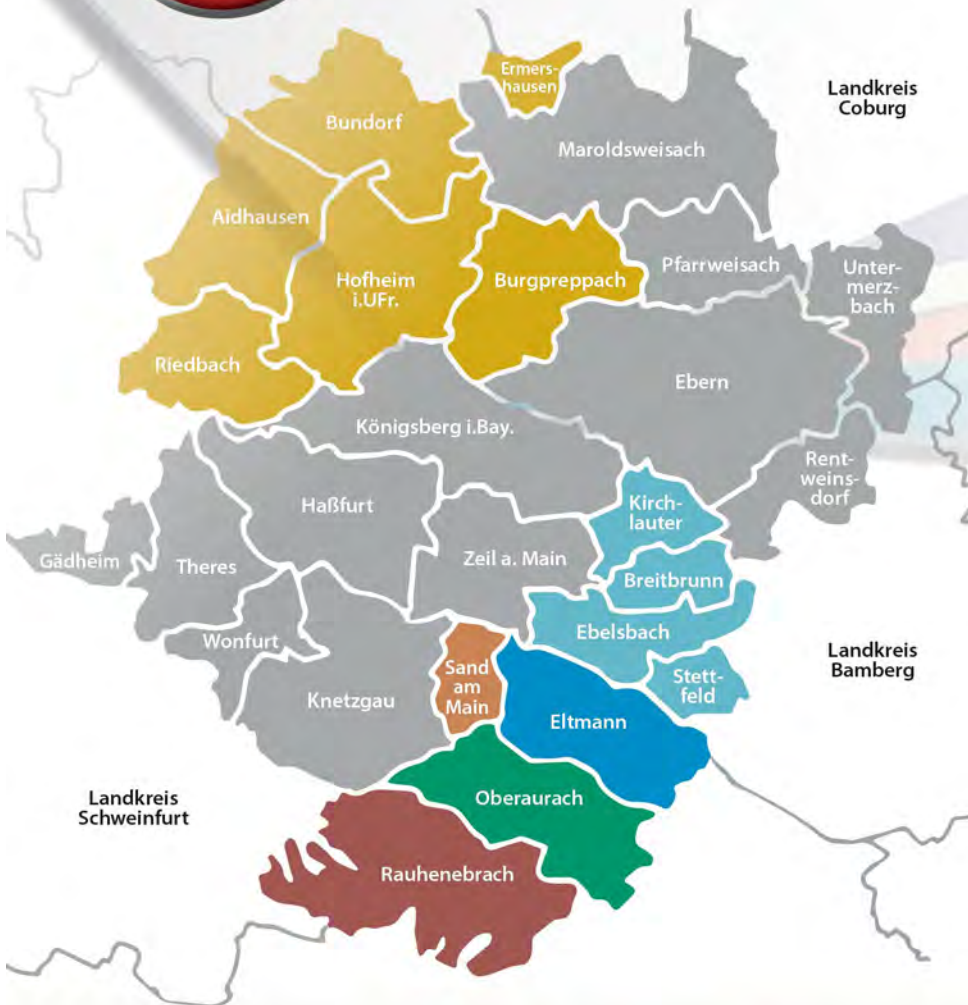 Ermers-
hausen
Landkreis
Coburg
Bundorf
Maroldsweisach
Aidhausen
Pfarrweisach
Unter-
merz-
bach
Hofheim
i.UFr.
Burgpreppach
Riedbach
Ebern
Königsberg i.Bay.
Rent-
weins-
dorf
Haßfurt
Kirch-
lauter
Gädheim
Theres
Zeil a. Main
Breitbrunn
Wonfurt
Ebelsbach
Landkreis
Bamberg
Sand
am
Main
Stett-
feld
Knetzgau
Eltmann
Landkreis
Schweinfurt
Oberaurach
Rauhenebrach